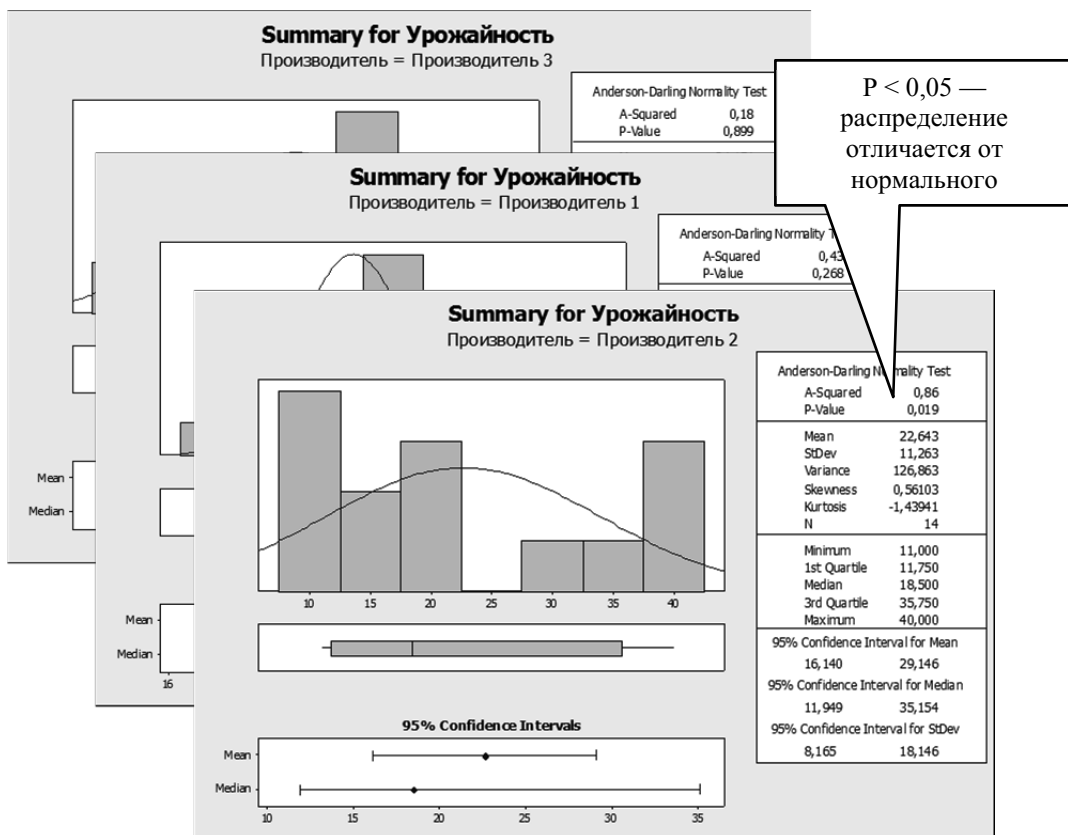 Summary for Урожайность
Производитель = Производитель 3
Anderson-Darling Normality Test
A-Squared 0,18
P-Value 0,899
Mean
Median
P < 0,05 —
распределение
отличается от
нормального
Summary for Урожайность
Производитель = Производитель 1
Anderson-Darling Normality
A-Squared 0,43
P-Value 0,268
Mean
Median
16
Summary for Урожайность
Производитель = Производитель 2
10 15 20 25 30 35 40
Anderson-Darling Normality Test
A-Squared 0,86
P-Value 0,019
Mean 22,643
StDev 11,263
Variance 126,863
Skewness 0,56103
Kurtosis -1,43941
N 14
Minimum 11,000
1st Quartile 11,750
Median 18,500
3rd Quartile 35,750
Maximum 40,000
95% Confidence Interval for Mean
16,140 29,146
95% Confidence Interval for Median
11,949 35,154
95% Confidence Interval for StDev
8,165 18,146
95% Confidence Intervals
Mean
Median
10 15 20 25 30 35